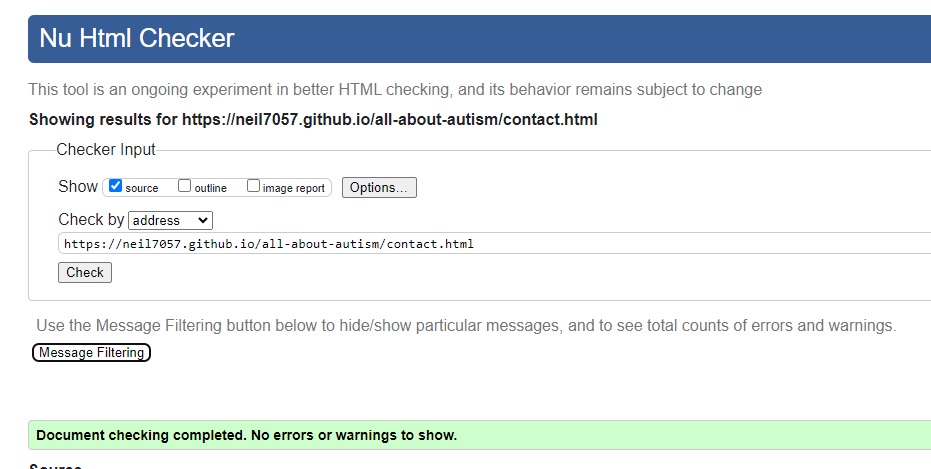 Nu Html Checker
This tool is an ongoing experiment in better HTML checking, and its behavior remains subject to change
Showing results for https://neil7057.github.io/all-about-autism/contact.html
Checker Input
Show source outline image report Options...
Check by address
https://neil7057.github.io/all-about-autism/contact.html
Check
Use the Message Filtering button below to hide/show particular messages, and to see total counts of errors and warnings.
Message Filtering
Document checking completed. No errors or warnings to show.